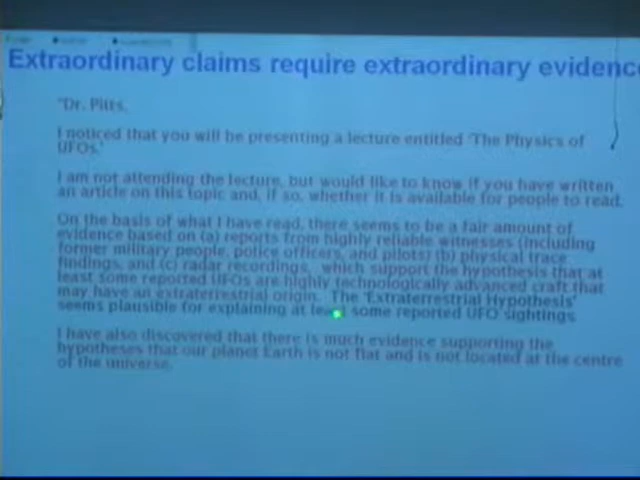 Extraordinary claims require extraordinary evidence
"Dr. Pitts,
I noticed that you will be presenting a lecture entitled 'The Physics of
UFOs.'
I am not attending the lecture, but would like to know if you have written
an article on this topic and, if so, whether it is available for people to read.
On the basis of what I have read, there seems to be a fair amount of
evidence based on (a) reports from highly reliable witnesses (including
former military people, police officers, and pilots) (b) physical trace
findings, and (c) radar recordings, which support the hypothesis that at
least some reported UFOs are highly technologically advanced craft that
may have an extraterrestrial origin. The 'Extraterrestrial Hypothesis'
seems plausible for explaining at least some reported UFO sightings
I have also discovered that there is much evidence supporting the
hypotheses that our planet Earth is not flat and is not located at the centre
of the universe.